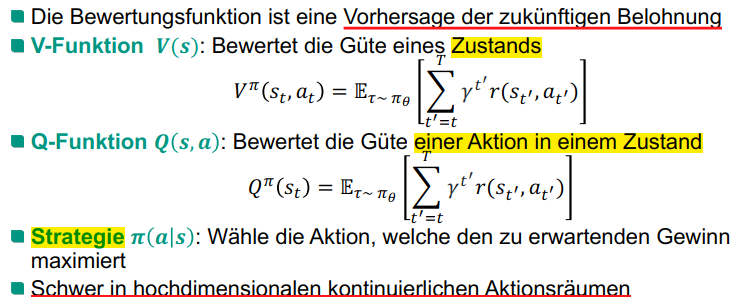 Die Bewertungsfunktion ist eine Vorhersage der zukünftigen Belohnung
V-Funktion V(s): Bewertet die Güte eines Zustands
V^π(s_t, a_t) = 𝔼_{τ∼π_θ} [∑_{t'=t}^{T} γ^{t'} r(s_{t'}, a_{t'})]
Q-Funktion Q(s, a): Bewertet die Güte einer Aktion in einem Zustand
Q^π(s_t) = 𝔼_{τ∼π_θ} [∑_{t'=t}^{T} γ^{t'} r(s_{t'}, a_{t'})]
Strategie π(a|s): Wähle die Aktion, welche den zu erwartenden Gewinn
maximiert
Schwer in hochdimensionalen kontinuierlichen Aktionsräumen